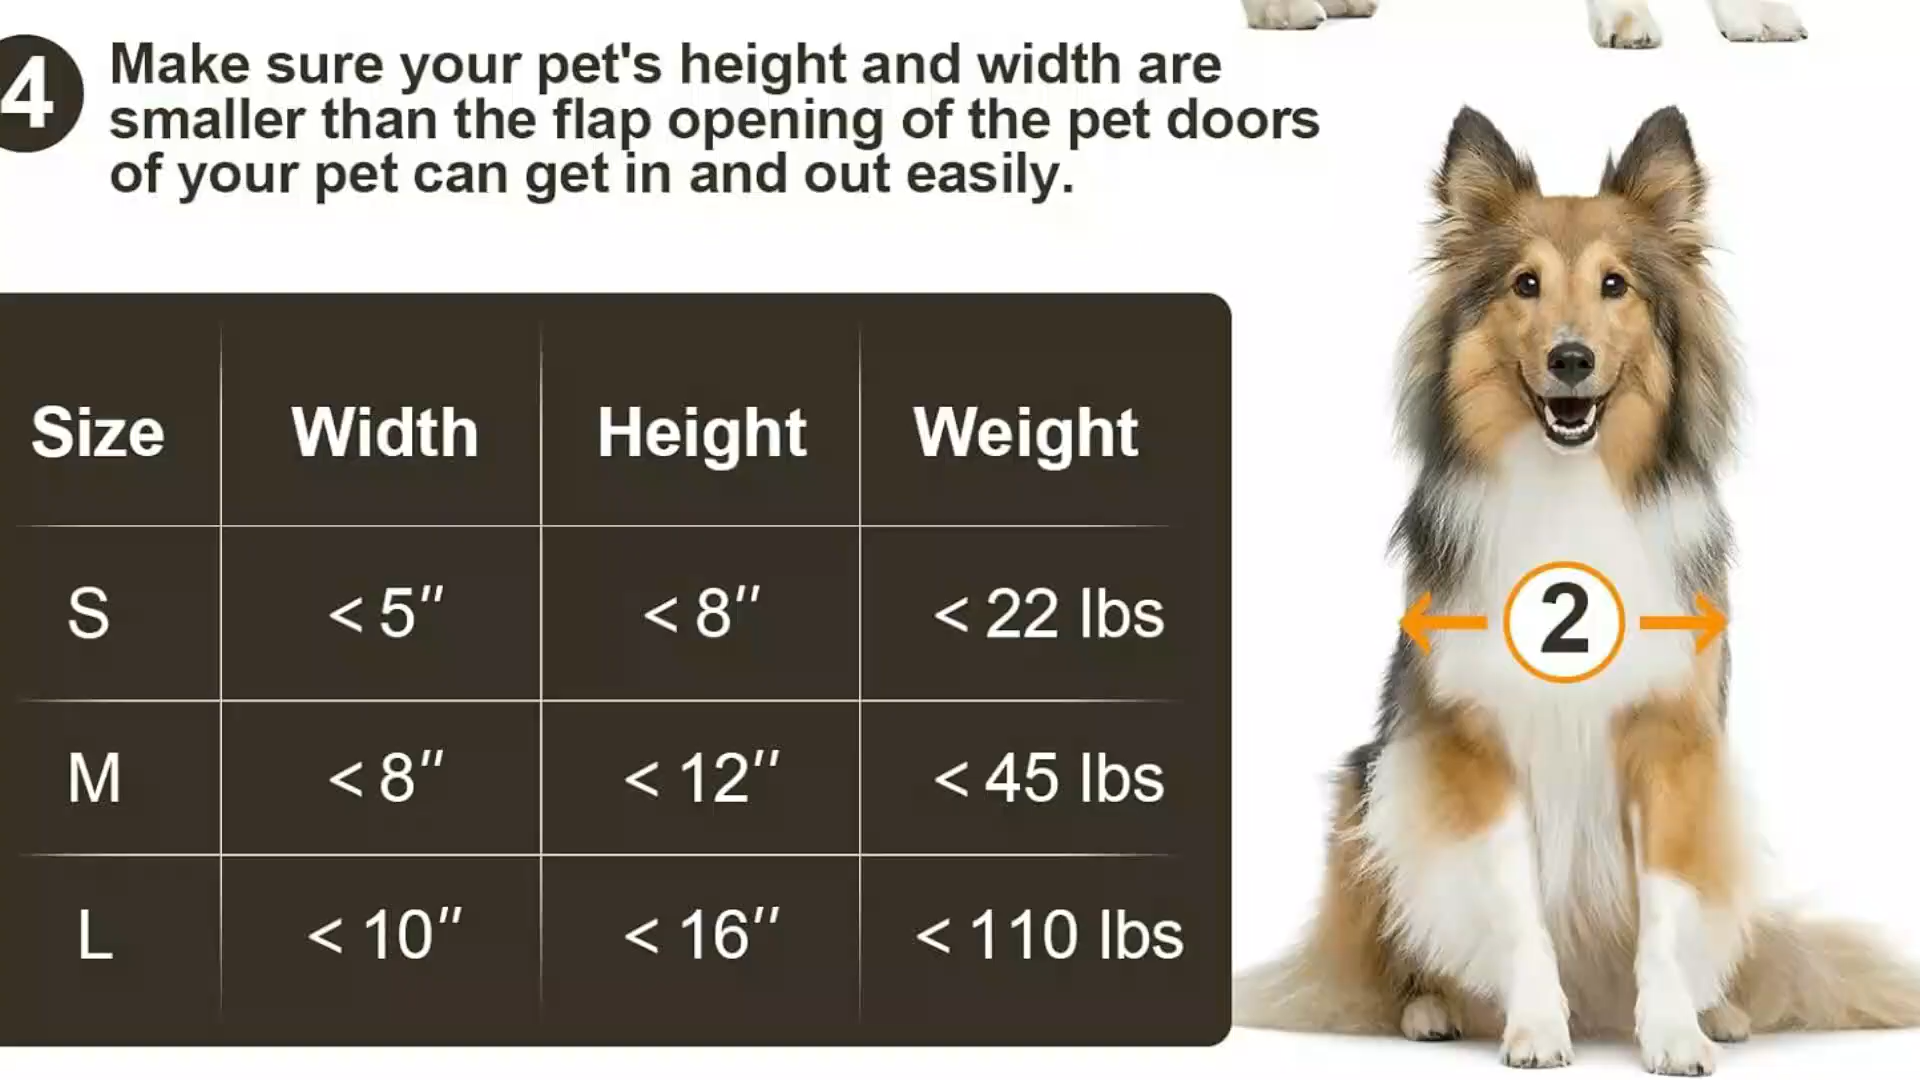 4
Make sure your pet's height and width are
smaller than the flap opening of the pet doors
of your pet can get in and out easily.
Size Width Height Weight
S < 5" < 8" < 22 lbs
M < 8" < 12" < 45 lbs
L < 10" < 16" < 110 lbs
2